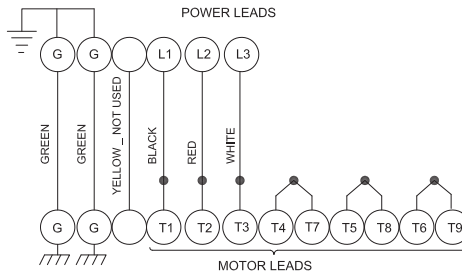 POWER LEADS
G G L1 L2 L3
GREEN
GREEN
YELLOW _ NOT USED
BLACK
RED
WHITE
G G T1 T2 T3 T4 T7 T5 T8 T6 T9
MOTOR LEADS